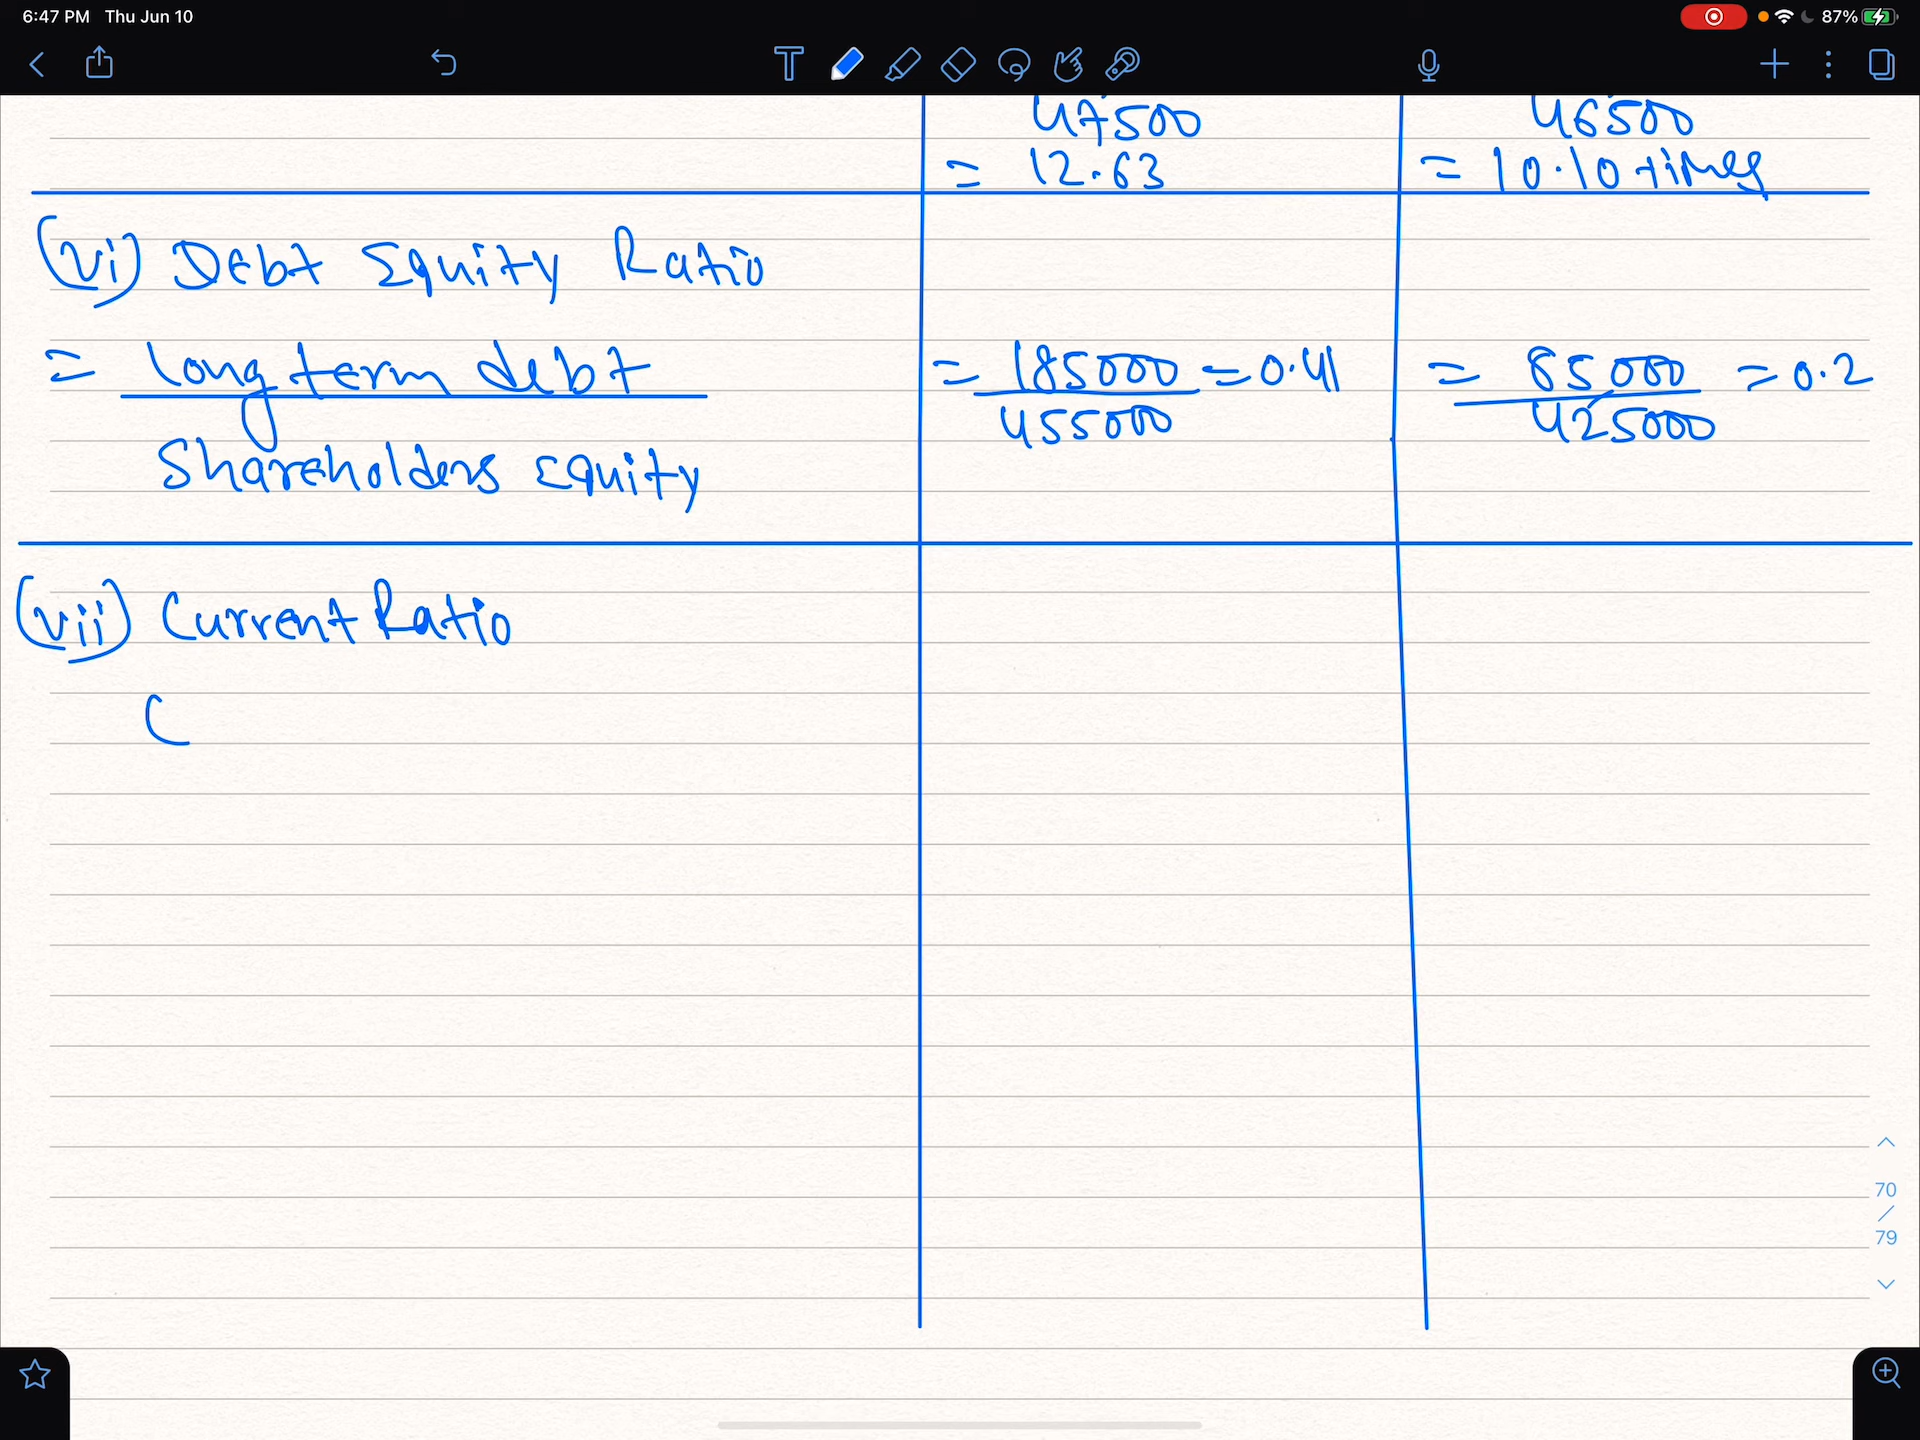 6:47 PM Thu Jun 10
87%
47500 46500
= 12.63 = 10.10 times
(vi) Debt Equity Ratio
= Long term debt = 185000 = 0.41 = 85000 = 0.2
Shareholders Equity 455000 425000
(vii) Current Ratio
C
70
/
79